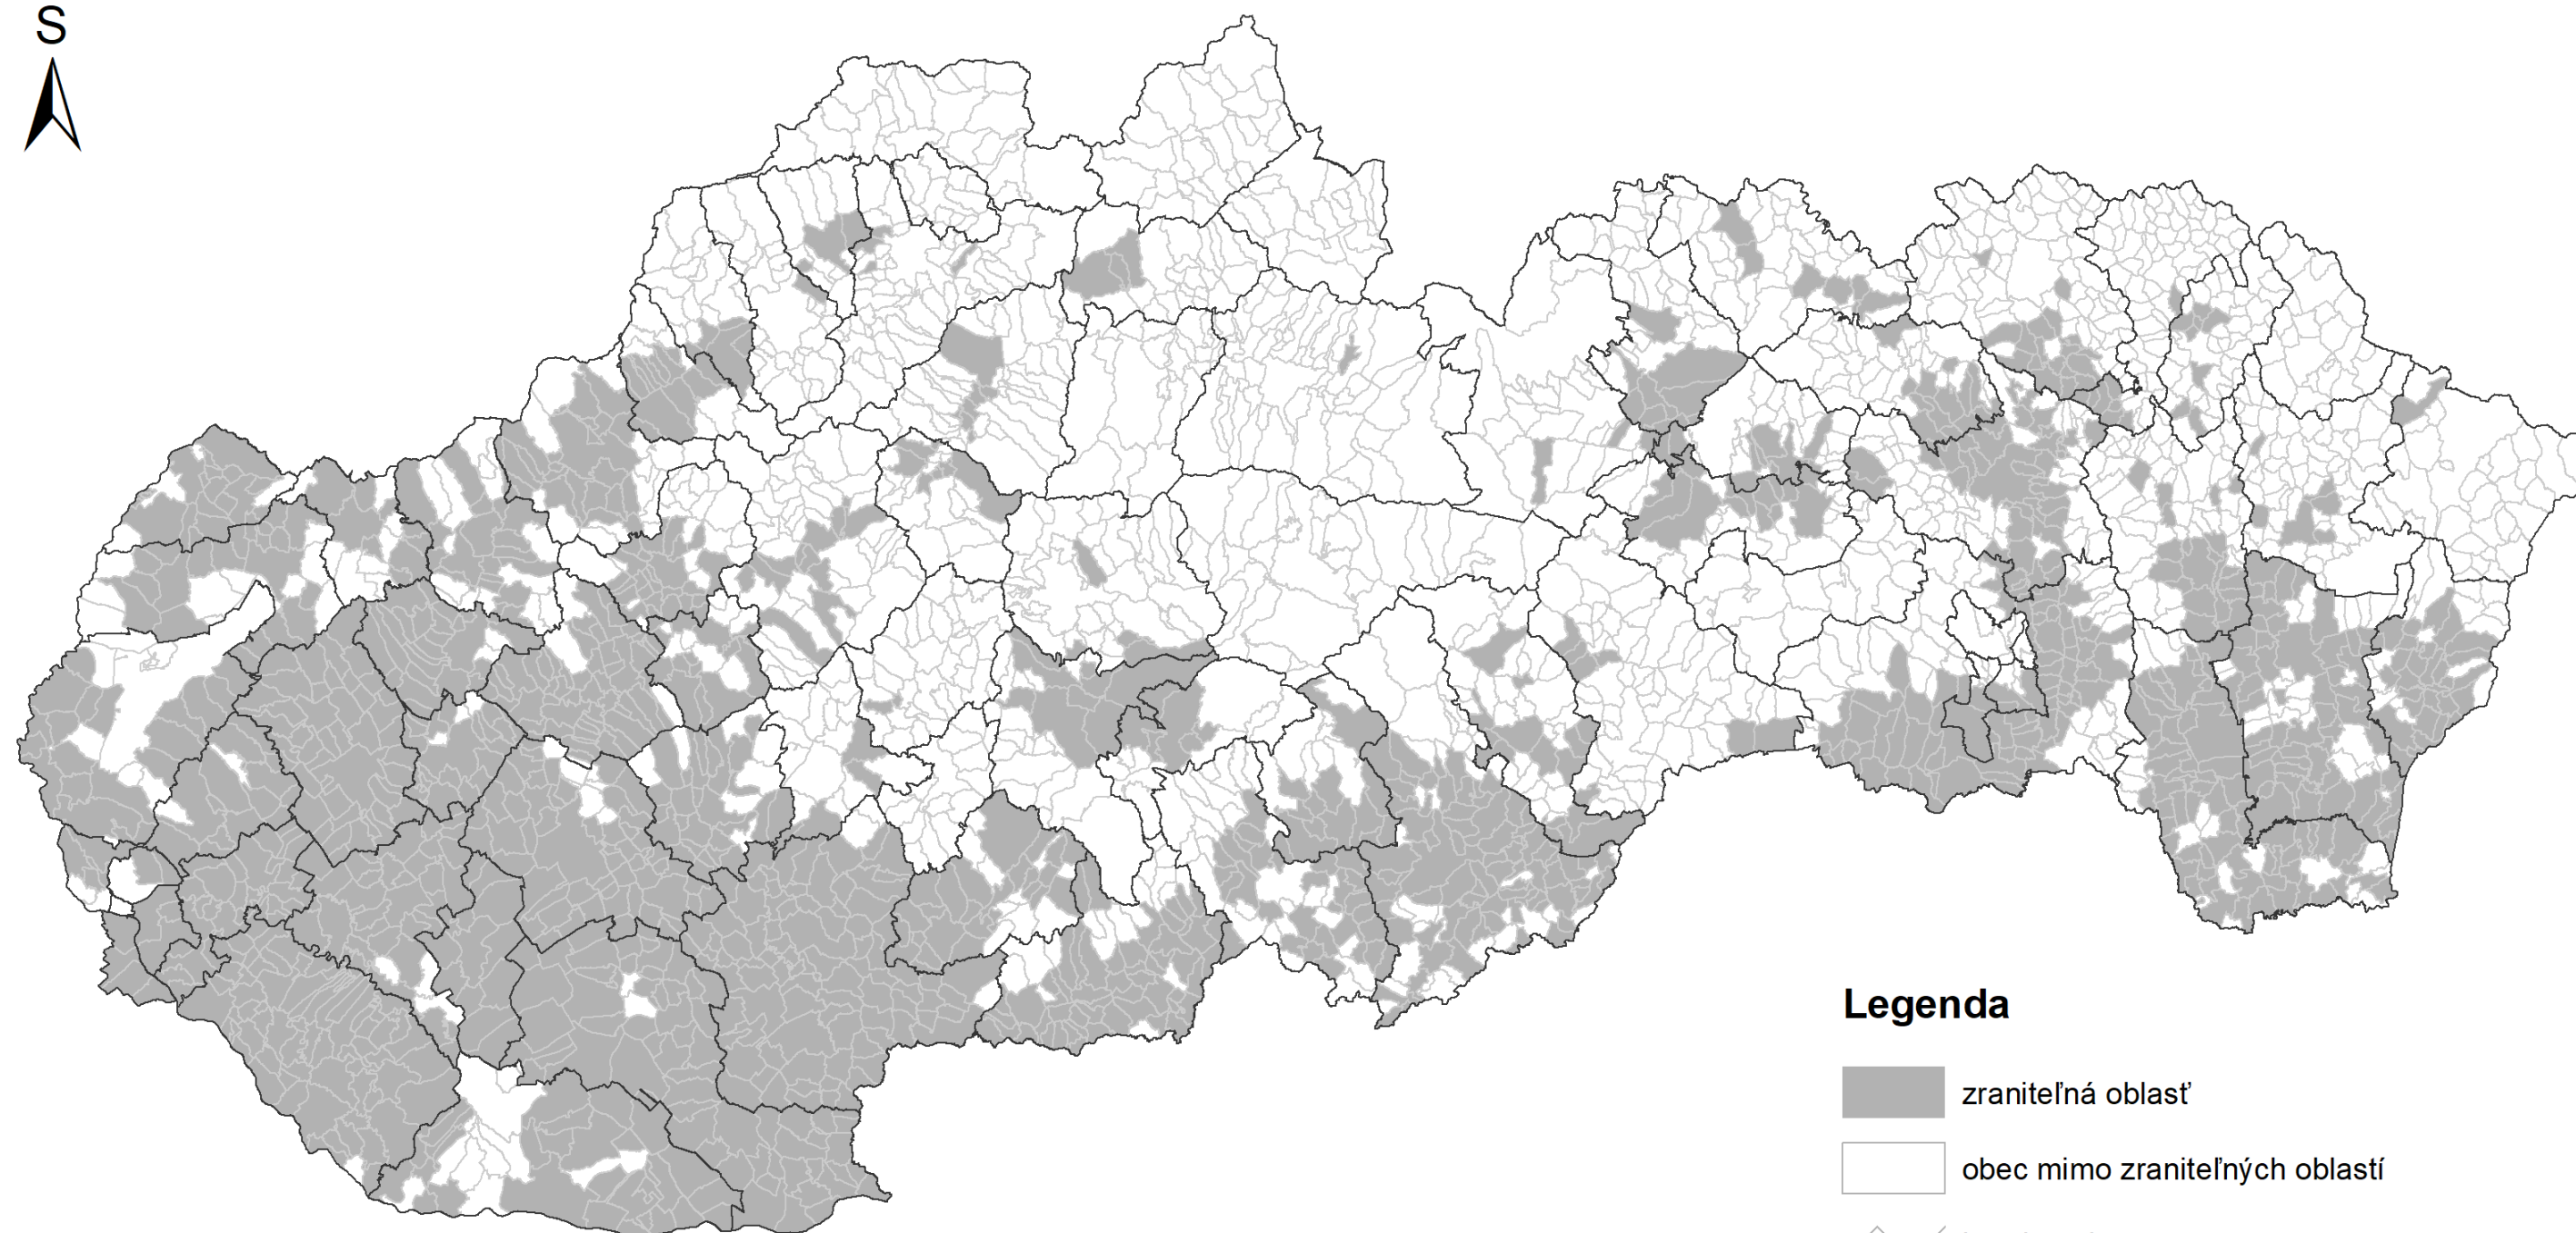 S
Legenda
zraniteľná oblasť
obec mimo zraniteľných oblastí